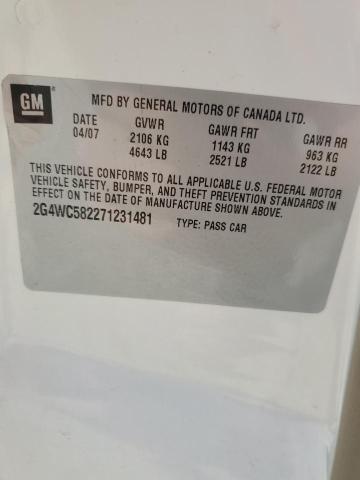 GM
MFD BY GENERAL MOTORS OF CANADA LTD.
DATE GVWR GAWR FRT GAWR RR
04/07 2106 KG 1143 KG 963 KG
4643 LB 2521 LB 2122 LB
THIS VEHICLE CONFORMS TO ALL APPLICABLE U.S. FEDERAL MOTOR
VEHICLE SAFETY, BUMPER, AND THEFT PREVENTION STANDARDS IN
EFFECT ON THE DATE OF MANUFACTURE SHOWN ABOVE.
2G4WC582271231481 TYPE: PASS CAR